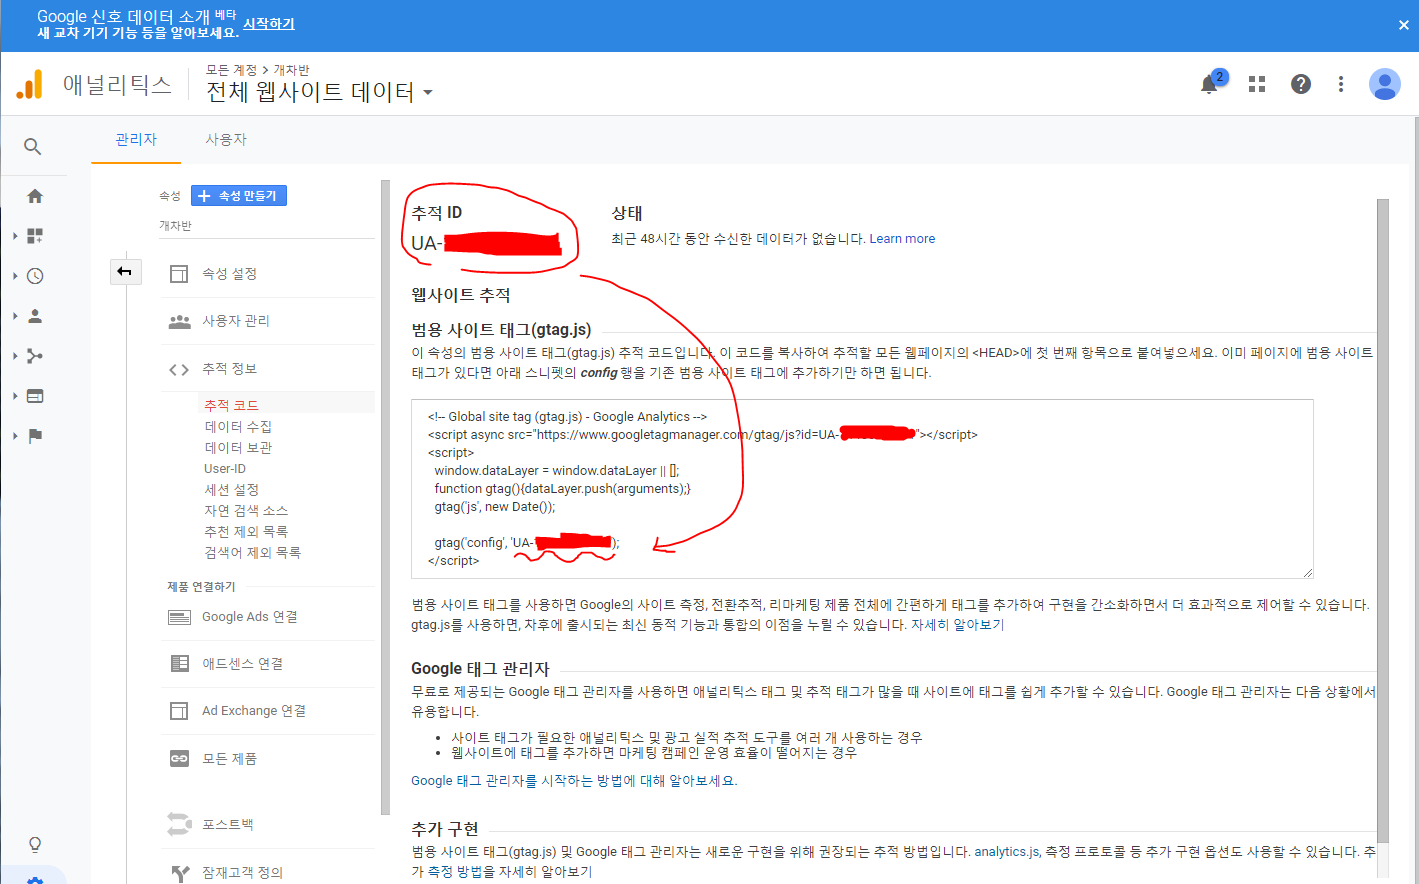 Google 신호 데이터 소개 베타
새 교차 기기 기능 등을 알아보세요. 시작하기
애널리틱스
모든 계정 > 개차반
전체 웹사이트 데이터
2
관리자 사용자
속성 속성 만들기
개차반
속성 설정
사용자 관리
추적 정보
추적 코드
데이터 수집
데이터 보관
User-ID
세션 설정
자연 검색 소스
추천 제외 목록
검색어 제외 목록
제품 연결하기
Google Ads 연결
애드센스 연결
Ad Exchange 연결
모든 제품
포스트백
잠재고객 정의
추적 ID
UA-
상태
최근 48시간 동안 수신한 데이터가 없습니다. Learn more
웹사이트 추적
범용 사이트 태그(gtag.js)
이 속성의 범용 사이트 태그(gtag.js) 추적 코드입니다. 이 코드를 복사하여 추적할 모든 웹페이지의 <HEAD>에 첫 번째 항목으로 붙여넣으세요. 이미 페이지에 범용 사이트
태그가 있다면 아래 스니펫의 config 행을 기존 범용 사이트 태그에 추가하기만 하면 됩니다.
<!-- Global site tag (gtag.js) - Google Analytics -->
<script async src="https://www.googletagmanager.com/gtag/js?id=UA-"></script>
<script>
window.dataLayer = window.dataLayer || [];
function gtag(){dataLayer.push(arguments);}
gtag('js', new Date());
gtag('config', 'UA-');
</script>
범용 사이트 태그를 사용하면 Google의 사이트 측정, 전환추적, 리마케팅 제품 전체에 간편하게 태그를 추가하여 구현을 간소화하면서 더 효과적으로 제어할 수 있습니다.
gtag.js를 사용하면, 차후에 출시되는 최신 동적 기능과 통합의 이점을 누릴 수 있습니다. 자세히 알아보기
Google 태그 관리자
무료로 제공되는 Google 태그 관리자를 사용하면 애널리틱스 태그 및 추적 태그가 많을 때 사이트에 태그를 쉽게 추가할 수 있습니다. Google 태그 관리자는 다음 상황에서
유용합니다.
• 사이트 태그가 필요한 애널리틱스 및 광고 실적 추적 도구를 여러 개 사용하는 경우
• 웹사이트에 태그를 추가하면 마케팅 캠페인 운영 효율이 떨어지는 경우
Google 태그 관리자를 시작하는 방법에 대해 알아보세요.
추가 구현
범용 사이트 태그(gtag.js) 및 Google 태그 관리자는 새로운 구현을 위해 권장되는 추적 방법입니다. analytics.js, 측정 프로토콜 등 추가 구현 옵션도 사용할 수 있습니다. 추
가 측정 방법을 자세히 알아보기